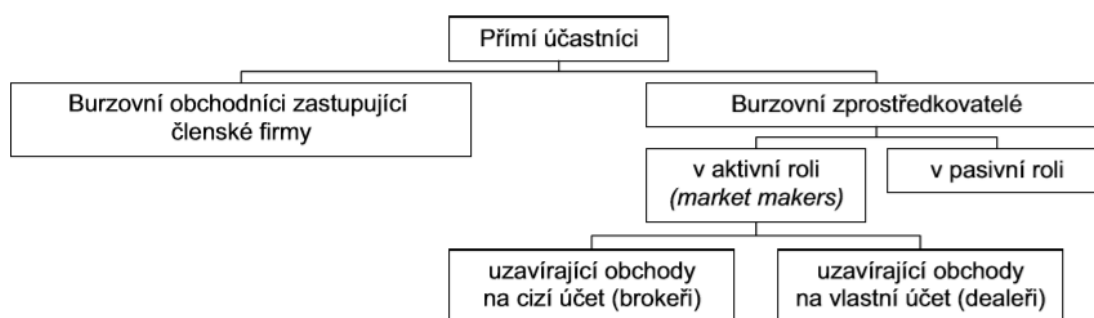 Přímí účastníci
Burzovní obchodníci zastupující
členské firmy
Burzovní zprostředkovatelé
v aktivní roli
(market makers)
v pasivní roli
uzavírající obchody
na cizí účet (brokeři)
uzavírající obchody
na vlastní účet (dealeři)